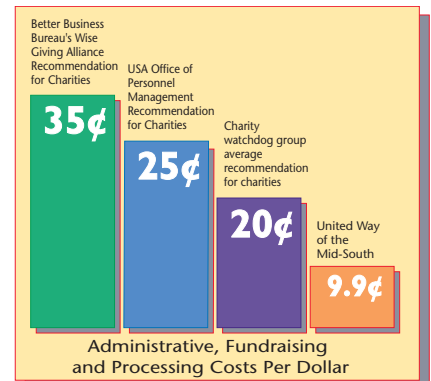 Better Business
Bureau's Wise
Giving Alliance
Recommendation
for Charities
35¢
USA Office of
Personnel
Management
Recommendation
for Charities
25¢
Charity
watchdog group
average
recommendation
for charities
20¢
United Way
of the
Mid-South
9.9¢
Administrative, Fundraising
and Processing Costs Per Dollar